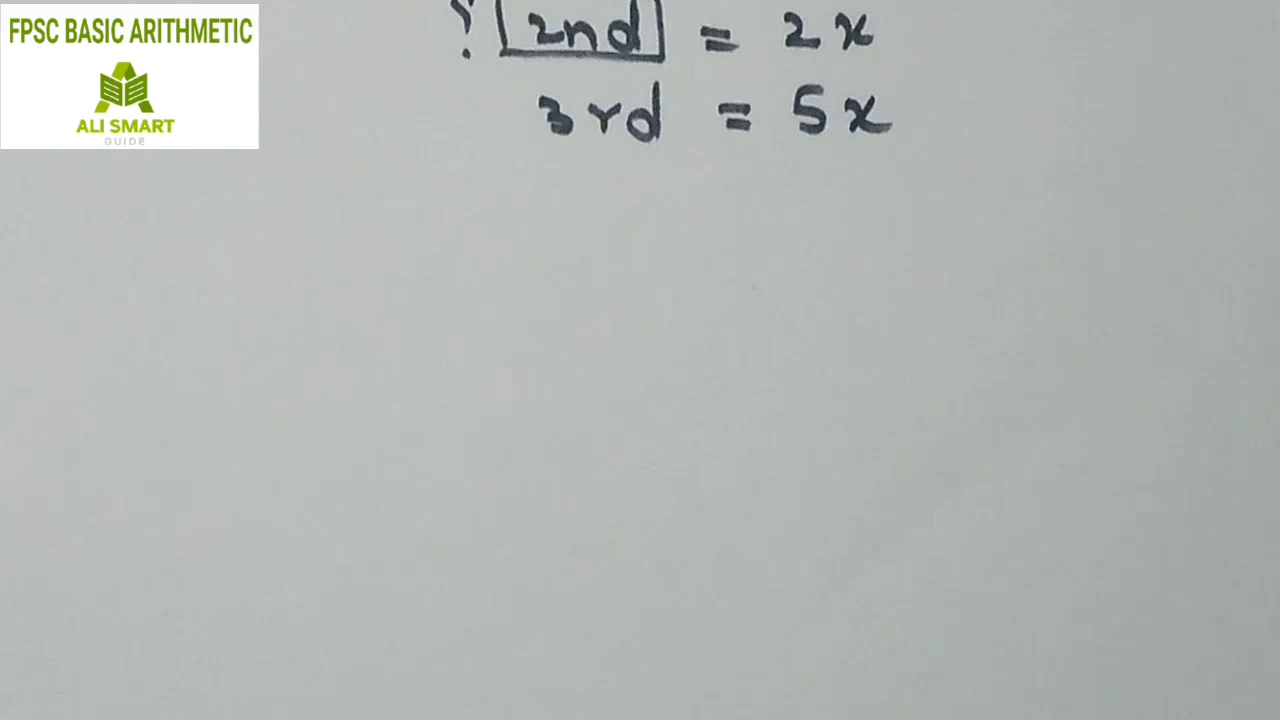 FPSC BASIC ARITHMETIC
ALI SMART
GUIDE
? 2nd = 2x
3rd = 5x